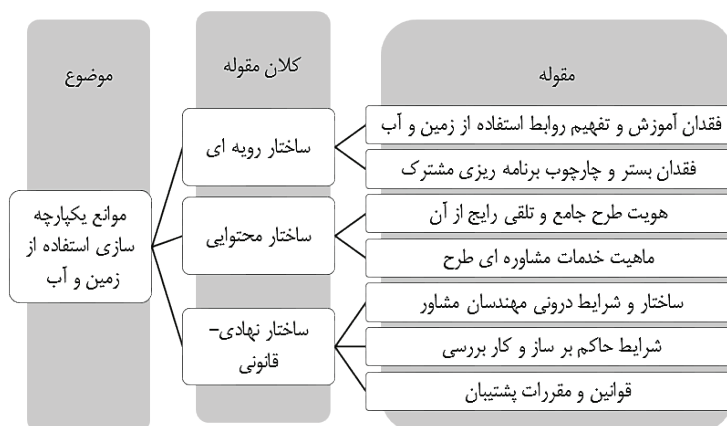 موضوع
کلان مقوله
مقوله
موانع یکپارچه
سازی استفاده از
زمین و آب
ساختار رویه ای
فقدان آموزش و تفهیم روابط استفاده از زمین و آب
فقدان بستر و چارچوب برنامه ریزی مشترک
ساختار محتوایی
هویت طرح جامع و تلقی رایج از آن
ماهیت خدمات مشاوره ای طرح
ساختار نهادی-
قانونی
ساختار و شرایط درونی مهندسان مشاور
شرایط حاکم بر ساز و کار بررسی
قوانین و مقررات پشتیبان